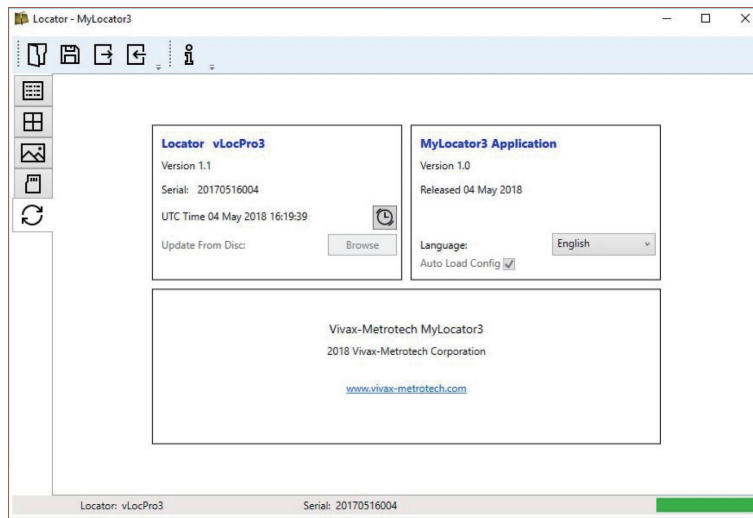 Locator - MyLocator3
Locator vLocPro3
Version 1.1
Serial: 20170516004
UTC Time 04 May 2018 16:19:39
Update From Disc:
Browse
MyLocator3 Application
Version 1.0
Released 04 May 2018
Language:
English
Auto Load Config
Vivax-Metrotech MyLocator3
2018 Vivax-Metrotech Corporation
www.vivax-metrotech.com
Locator: vLocPro3
Serial: 20170516004